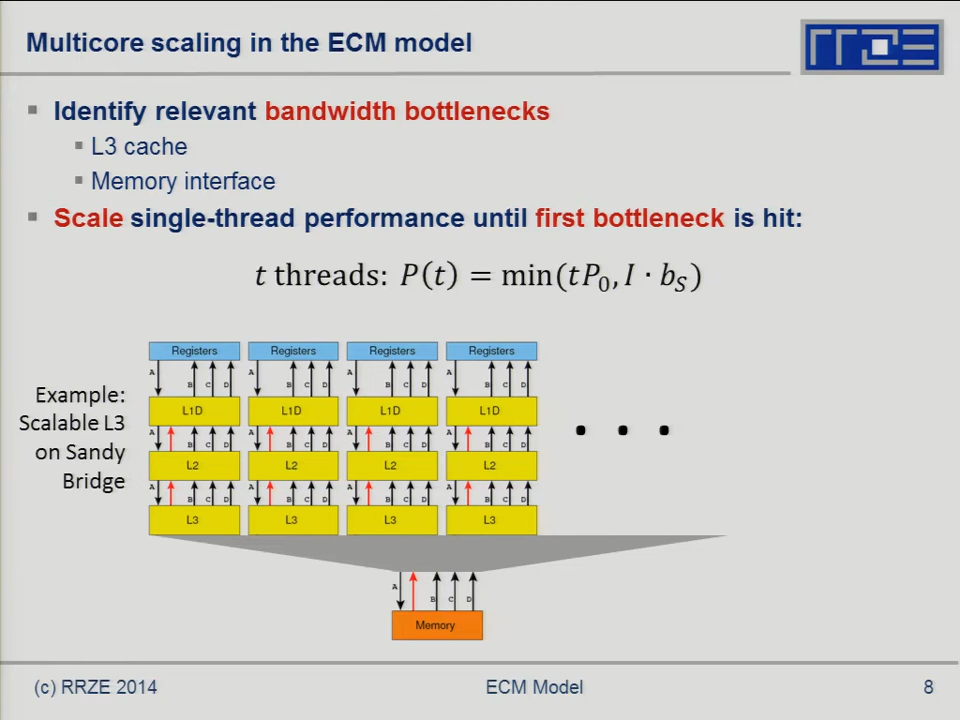 Multicore scaling in the ECM model
RRZE
Identify relevant bandwidth bottlenecks
L3 cache
Memory interface
Scale single-thread performance until first bottleneck is hit:
t threads: P(t) = min(tP₀, I · b_S)
Registers Registers Registers Registers
A B C D A B C D A B C D A B C D
Example:
Scalable L3
on Sandy
Bridge
L1D L1D L1D L1D
A B C D A B C D A B C D A B C D
L2 L2 L2 L2
A B C D A B C D A B C D A B C D
L3 L3 L3 L3
. . .
A B C D
Memory
(c) RRZE 2014 ECM Model 8